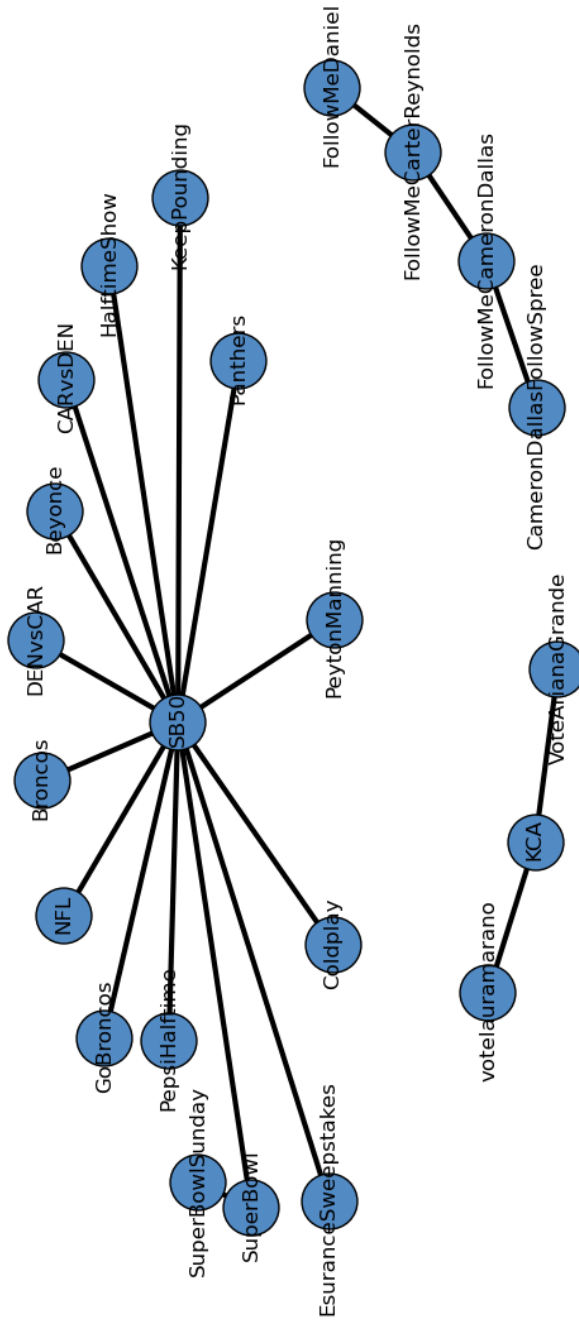 FollowMeDaniel
FollowMeCarterReynolds
FollowMeCameronDallas
CameronDallasFollowSpree
KeepPounding
HalftimeShow
Panthers
CARvsDEN
Beyonce
DENvsCAR
PeytonManning
SB50
Broncos
NFL
Coldplay
GoBroncos
PepsiHalftime
SuperBowlSunday
SuperBowl
EsuranceSweepstakes
VoteArianaGrande
KCA
votelauramarano